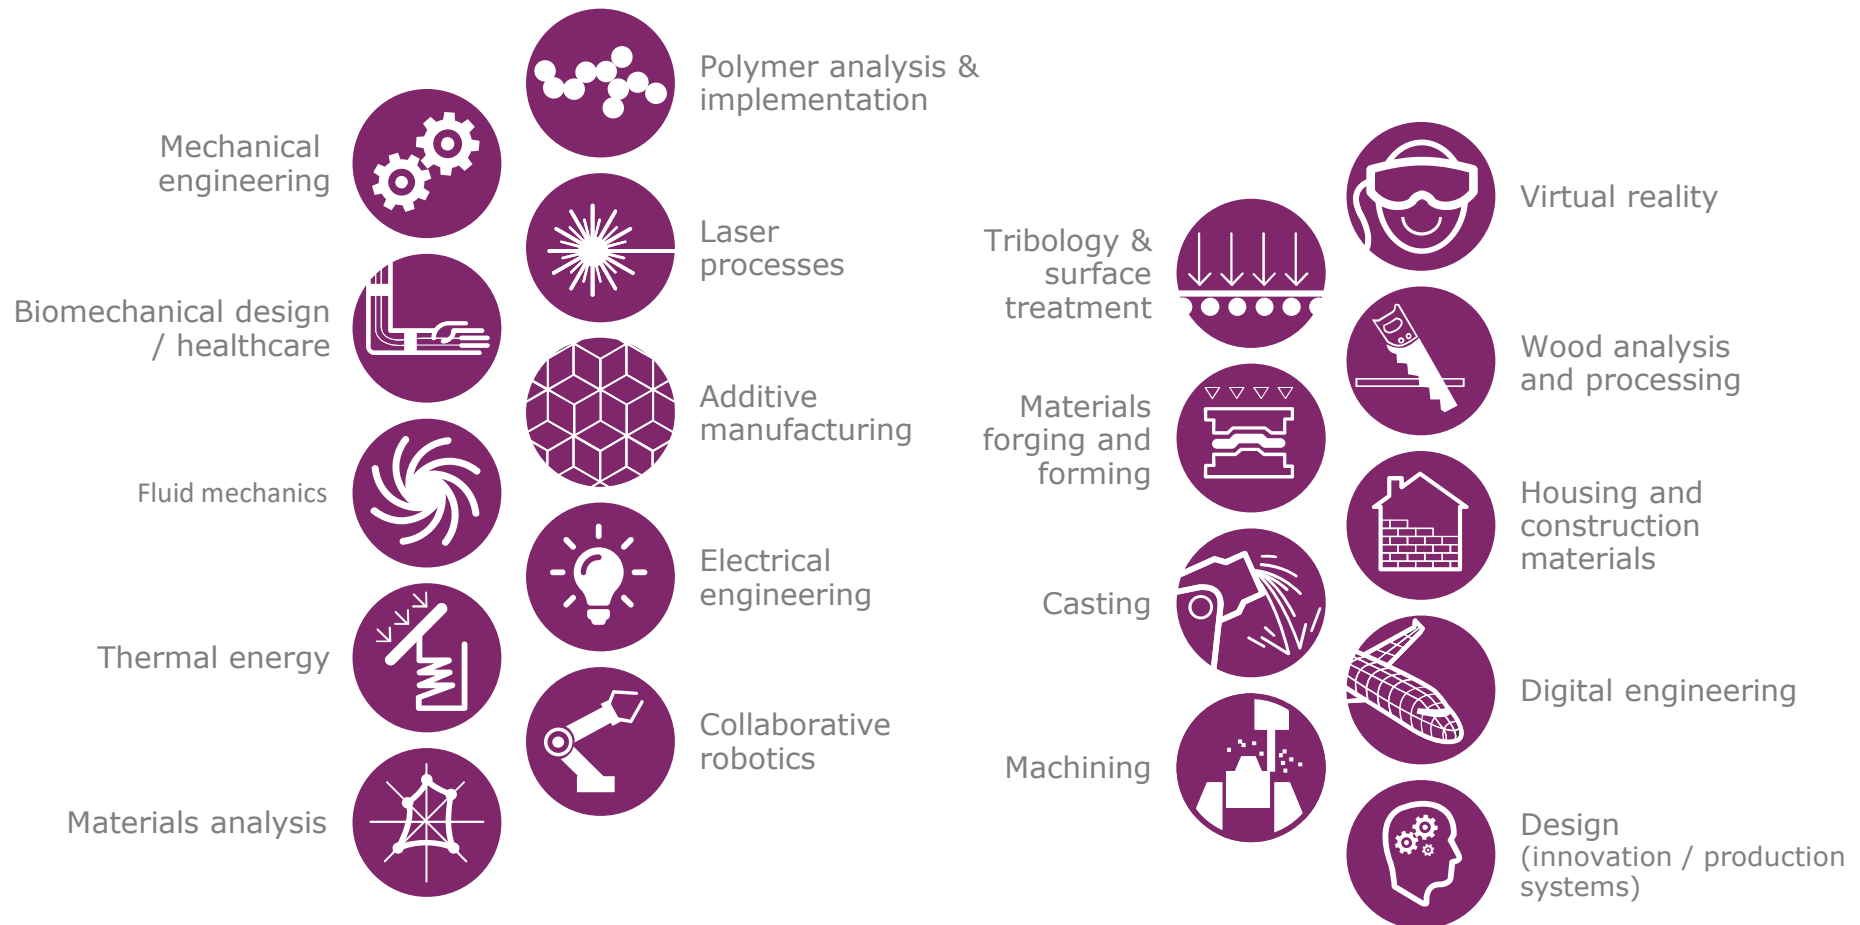 Mechanical
engineering
Biomechanical design
/ healthcare
Fluid mechanics
Thermal energy
Materials analysis
Polymer analysis &
implementation
Laser
processes
Additive
manufacturing
Electrical
engineering
Collaborative
robotics
Tribology &
surface
treatment
Materials
forging and
forming
Casting
Machining
Virtual reality
Wood analysis
and processing
Housing and
construction
materials
Digital engineering
Design
(innovation / production
systems)